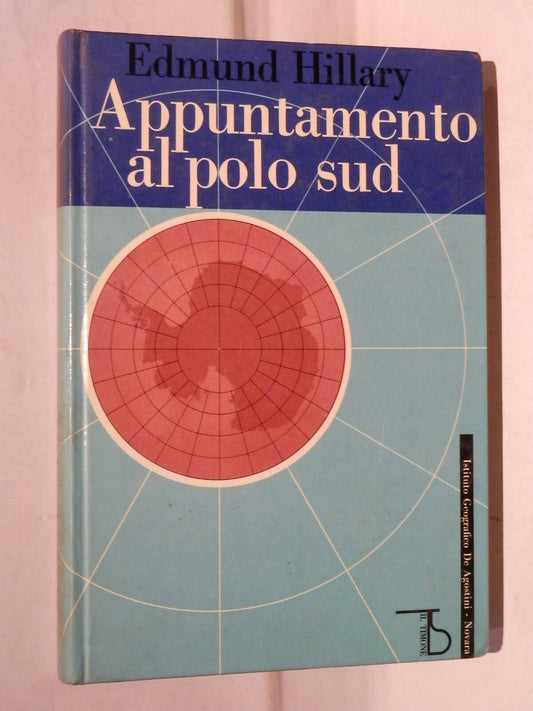 Edmund Hillary
Appuntamento
al polo sud
Istituto Geografico De Agostini - Novara
IL TIMONE